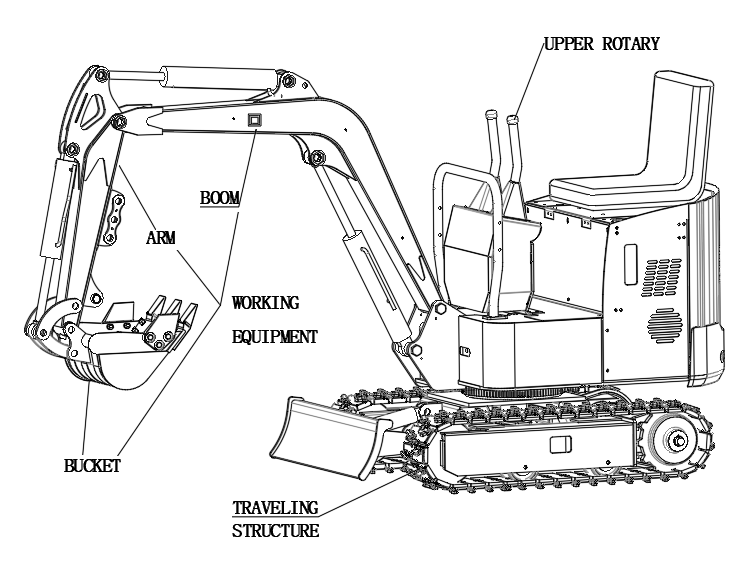 UPPER ROTARY
BOOM
ARM
WORKING
EQUIPMENT
BUCKET
TRAVELING
STRUCTURE